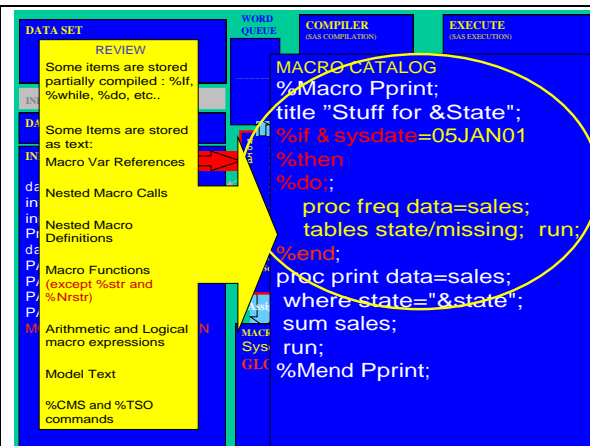 DATA SET
WORD
QUEUE
COMPILER
(SAS COMPILATION)
EXECUTE
(SAS EXECUTION)
REVIEW
Some items are stored
partially compiled : %If,
%while, %do, etc..
Some Items are stored
as text:
Macro Var References
Nested Macro Calls
Nested Macro
Definitions
Macro Functions
(except %str and
%Nrstr)
Arithmetic and Logical
macro expressions
Model Text
%CMS and %TSO
commands
MACRO CATALOG
%Macro Pprint;
title "Stuff for &State";
%if & sysdate=05JAN01
%then
%do;;
proc freq data=sales;
tables state/missing; run;
%end;
proc print data=sales;
where state="&state";
sum sales;
run;
%Mend Pprint;